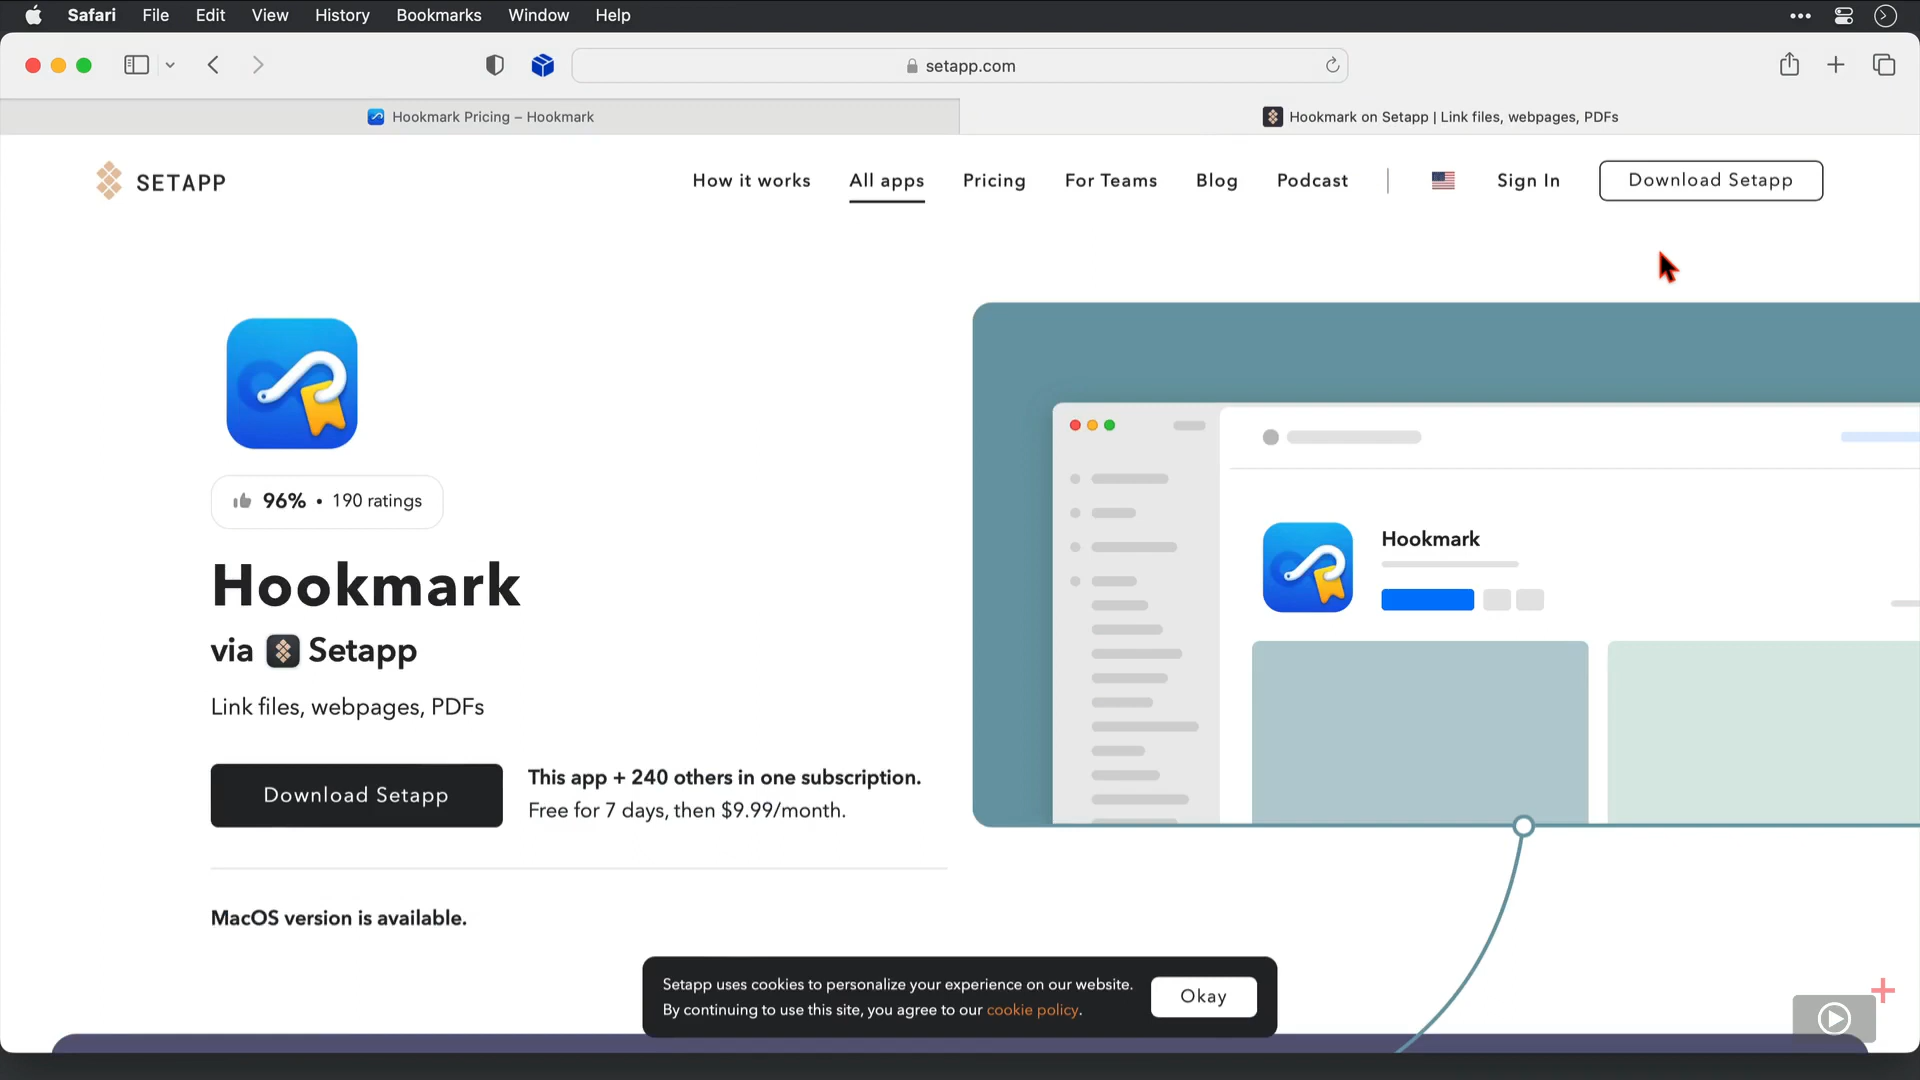 Safari File Edit View History Bookmarks Window Help
setapp.com
Hookmark Pricing – Hookmark
Hookmark on Setapp | Link files, webpages, PDFs
SETAPP
How it works All apps Pricing For Teams Blog Podcast Sign In Download Setapp
96% • 190 ratings
Hookmark
via Setapp
Link files, webpages, PDFs
Download Setapp
This app + 240 others in one subscription.
Free for 7 days, then $9.99/month.
MacOS version is available.
Hookmark
Setapp uses cookies to personalize your experience on our website.
By continuing to use this site, you agree to our cookie policy.
Okay